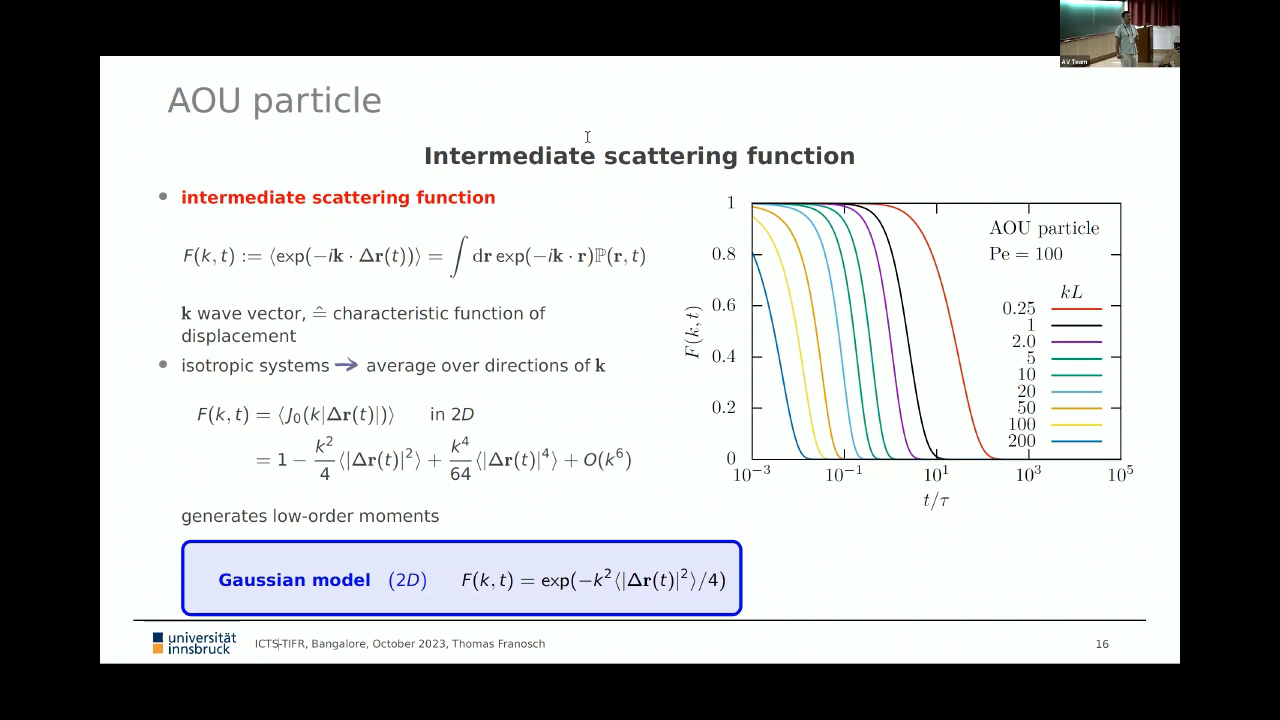 AV Team
AOU particle
Intermediate scattering function
• intermediate scattering function
F(k, t) := ⟨exp(−ik · Δr(t))⟩ = ∫ dr exp(−ik · r)ℙ(r, t)
k wave vector, ≙ characteristic function of
displacement
• isotropic systems → average over directions of k
F(k, t) = ⟨J₀(k|Δr(t)|)⟩ in 2D
= 1 − k²/4 ⟨|Δr(t)|²⟩ + k⁴/64 ⟨|Δr(t)|⁴⟩ + O(k⁶)
generates low-order moments
Gaussian model (2D) F(k, t) = exp(−k²⟨|Δr(t)|²⟩/4)
F(k, t)
1
0.8
0.6
0.4
0.2
0
10⁻³ 10⁻¹ 10¹ 10³ 10⁵
t/τ
AOU particle
Pe = 100
kL
0.25
1
2.0
5
10
20
50
100
200
universität
innsbruck
ICTS-TIFR, Bangalore, October 2023, Thomas Franosch
16